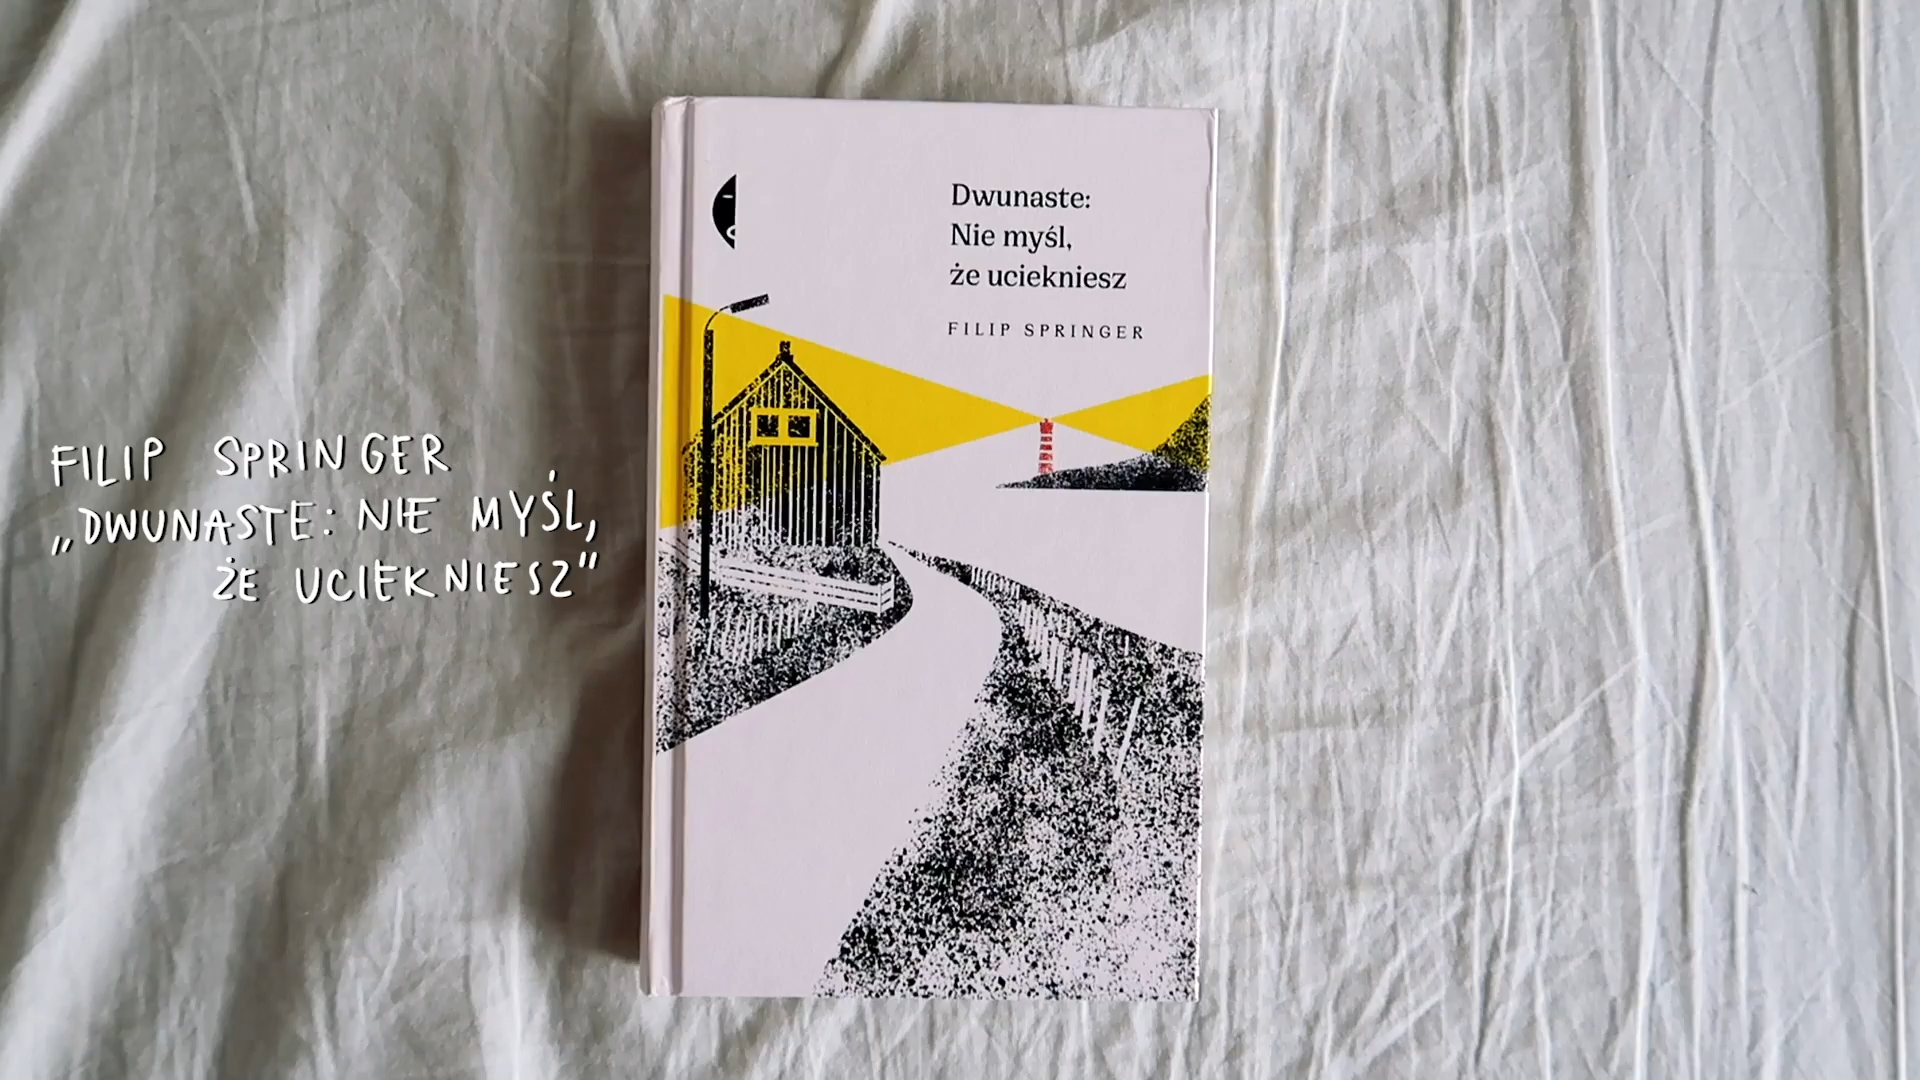 FILIP SPRINGER
„DWUNASTE: NIE MYŚL,
ŻE UCIEKNIESZ"
Dwunaste:
Nie myśl,
że uciekniesz
FILIP SPRINGER